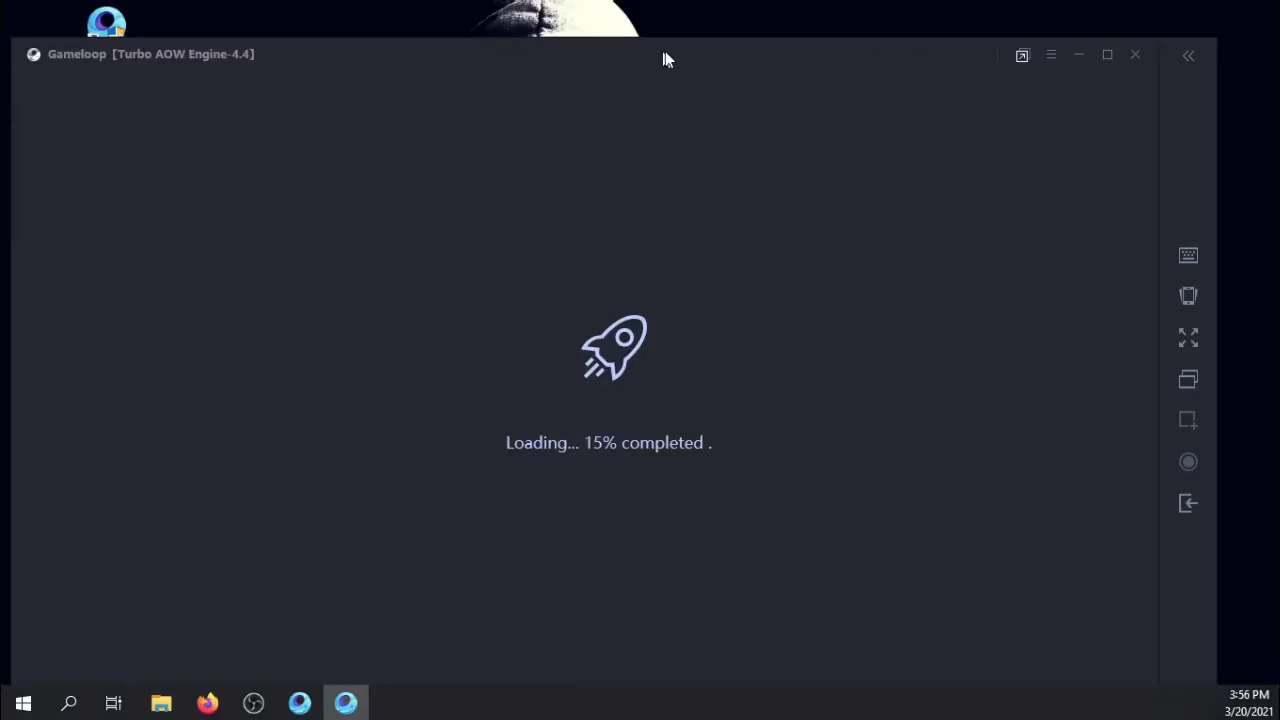 Gameloop [Turbo AOW Engine-4.4]
Loading... 15% completed .
3:56 PM
3/20/2021